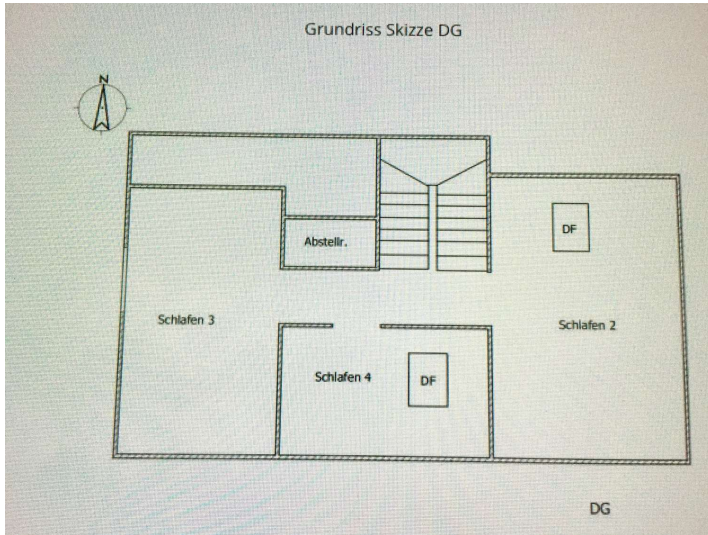 Grundriss Skizze DG
N
Abstellr.
DF
Schlafen 3
Schlafen 2
Schlafen 4
DF
DG